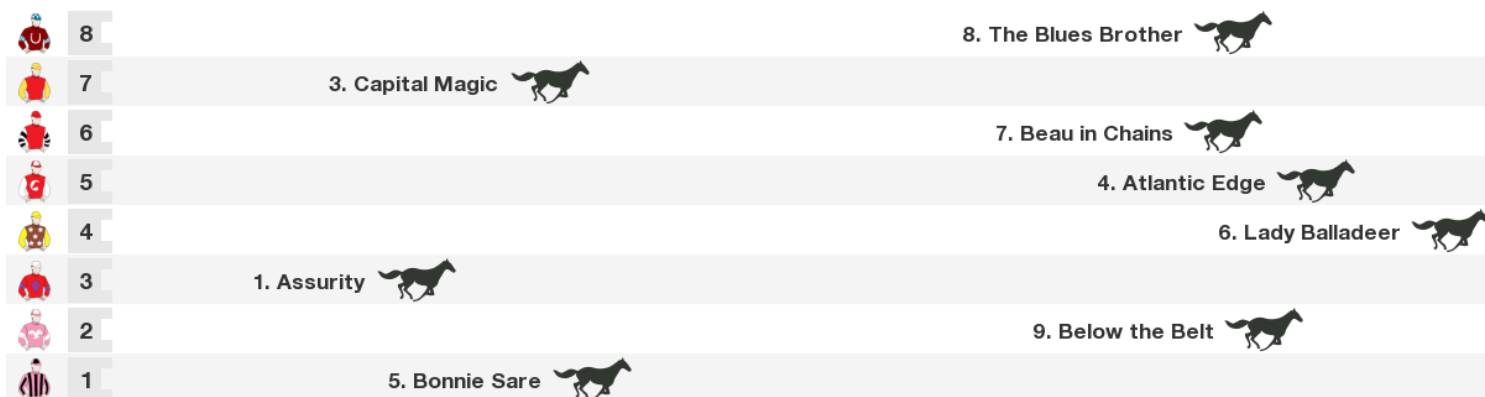 8 8. The Blues Brother
7 3. Capital Magic
6 7. Beau in Chains
5 4. Atlantic Edge
4 6. Lady Balladeer
3 1. Assurity
2 9. Below the Belt
1 5. Bonnie Sare